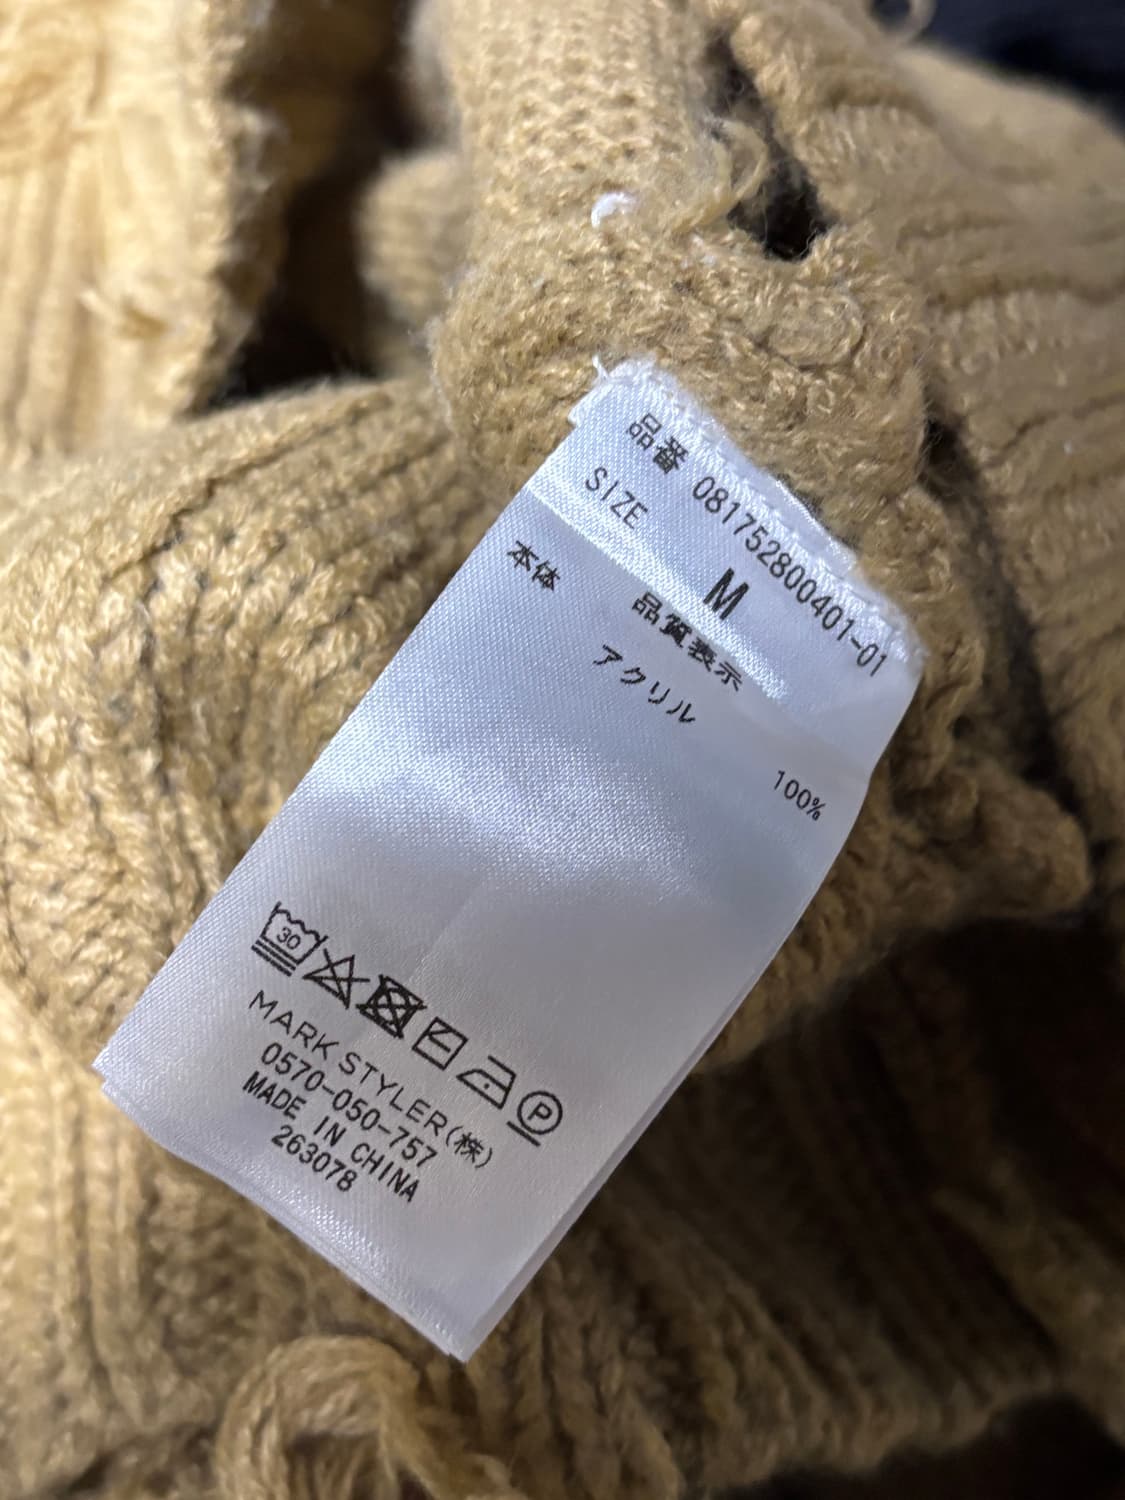 品番 081752800401-01
SIZE M
品質表示
本体 アクリル 100%
30
P
MARK STYLER(株)
0570-050-757
MADE IN CHINA
263078